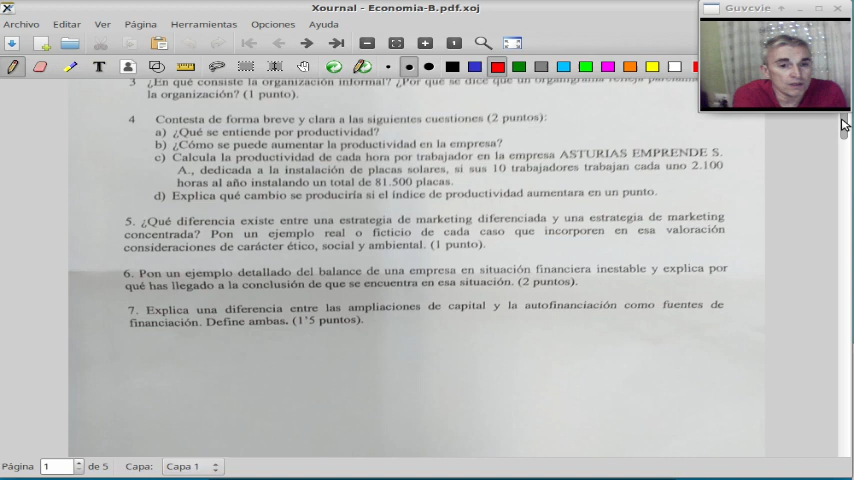 Xournal - Economia-B.pdf.xoj
Guvcvie
Archivo Editar Ver Página Herramientas Opciones Ayuda
3 ¿En qué consiste la organización informal? ¿Por qué se dice que un organigrama refleja parcialmente
la organización? (1 punto).
4 Contesta de forma breve y clara a las siguientes cuestiones (2 puntos):
a) ¿Qué se entiende por productividad?
b) ¿Cómo se puede aumentar la productividad en la empresa?
c) Calcula la productividad de cada hora por trabajador en la empresa ASTURIAS EMPRENDE S.
A., dedicada a la instalación de placas solares, si sus 10 trabajadores trabajan cada uno 2.100
horas al año instalando un total de 81.500 placas.
d) Explica qué cambio se produciría si el índice de productividad aumentara en un punto.
5. ¿Qué diferencia existe entre una estrategia de marketing diferenciada y una estrategia de marketing
concentrada? Pon un ejemplo real o ficticio de cada caso que incorporen en esa valoración
consideraciones de carácter ético, social y ambiental. (1 punto).
6. Pon un ejemplo detallado del balance de una empresa en situación financiera inestable y explica por
qué has llegado a la conclusión de que se encuentra en esa situación. (2 puntos).
7. Explica una diferencia entre las ampliaciones de capital y la autofinanciación como fuentes de
financiación. Define ambas. (1'5 puntos).
Página 1 de 5 Capa: Capa 1